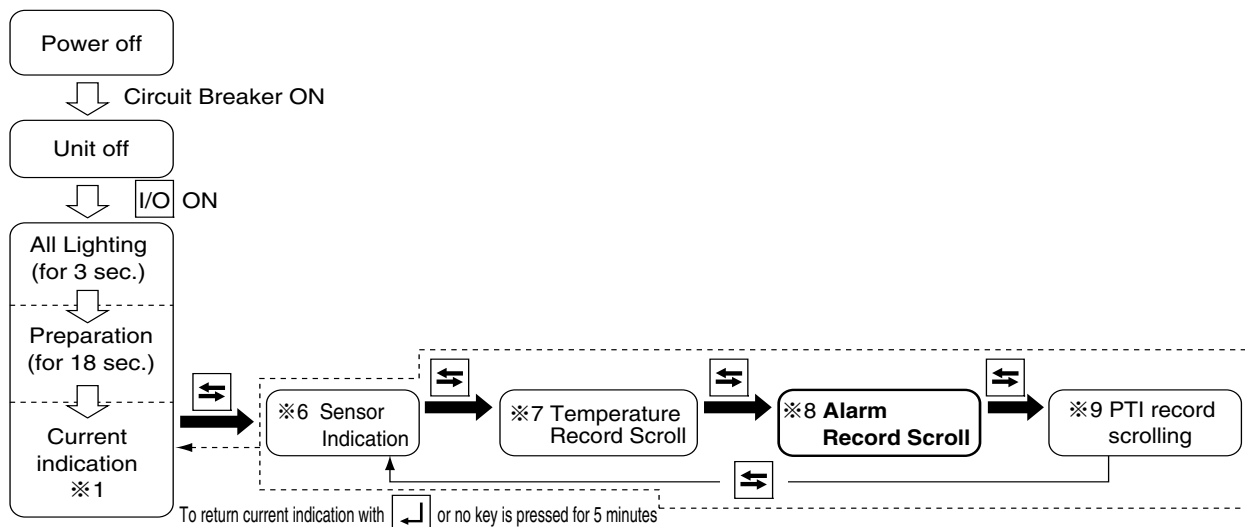 Power off
Circuit Breaker ON
Unit off
I/O ON
All Lighting
(for 3 sec.)
Preparation
(for 18 sec.)
Current
indication
※1
※6 Sensor
Indication
※7 Temperature
Record Scroll
※8 Alarm
Record Scroll
※9 PTI record
scrolling
To return current indication with or no key is pressed for 5 minutes